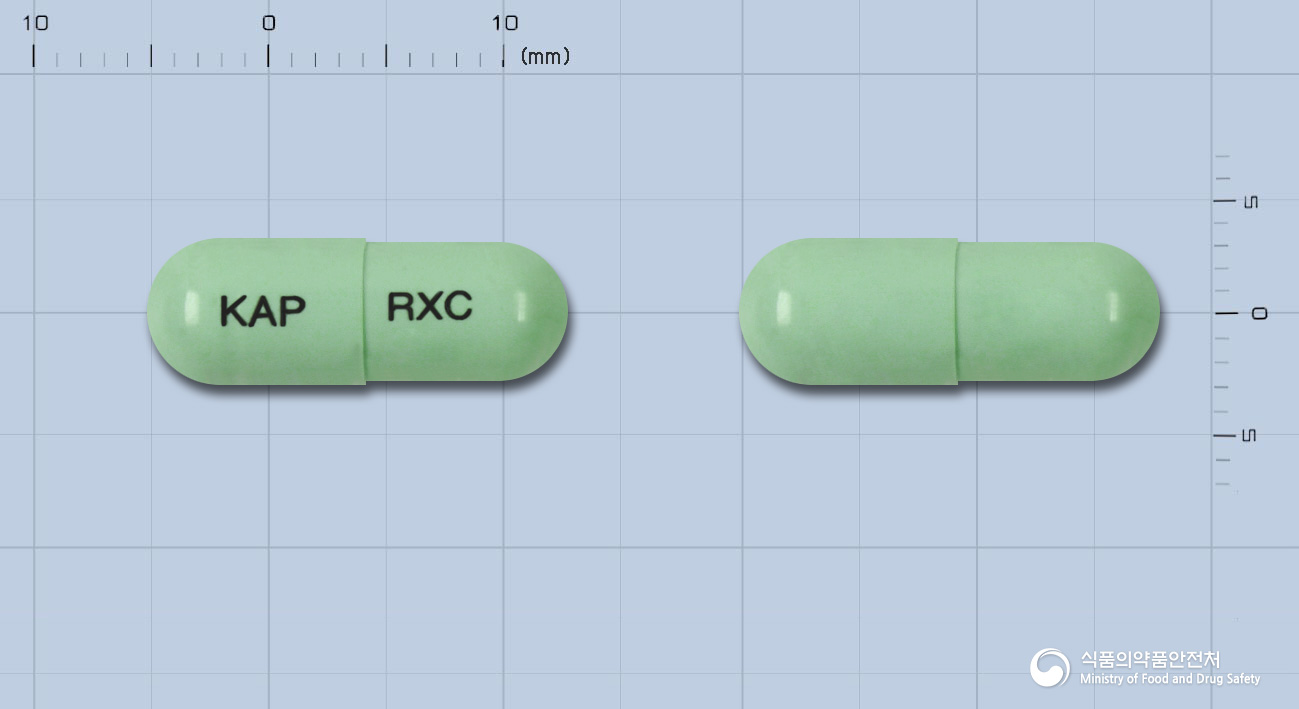 10 0 10
(mm)
5
KAP RXC
0
5
식품의약품안전처
Ministry of Food and Drug Safety